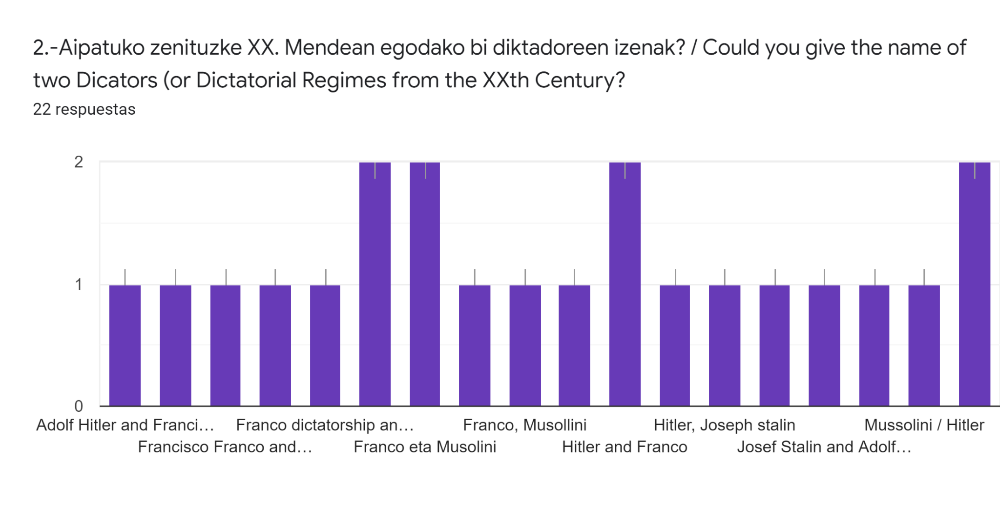 2.-Aipatuko zenituzke XX. Mendean egodako bi diktadoreen izenak? / Could you give the name of
two Dicators (or Dictatorial Regimes from the XXth Century?
22 respuestas
2
1
0
Adolf Hitler and Franci…
Franco dictatorship an…
Franco, Musollini
Hitler, Joseph stalin
Mussolini / Hitler
Francisco Franco and…
Franco eta Musolini
Hitler and Franco
Josef Stalin and Adolf…